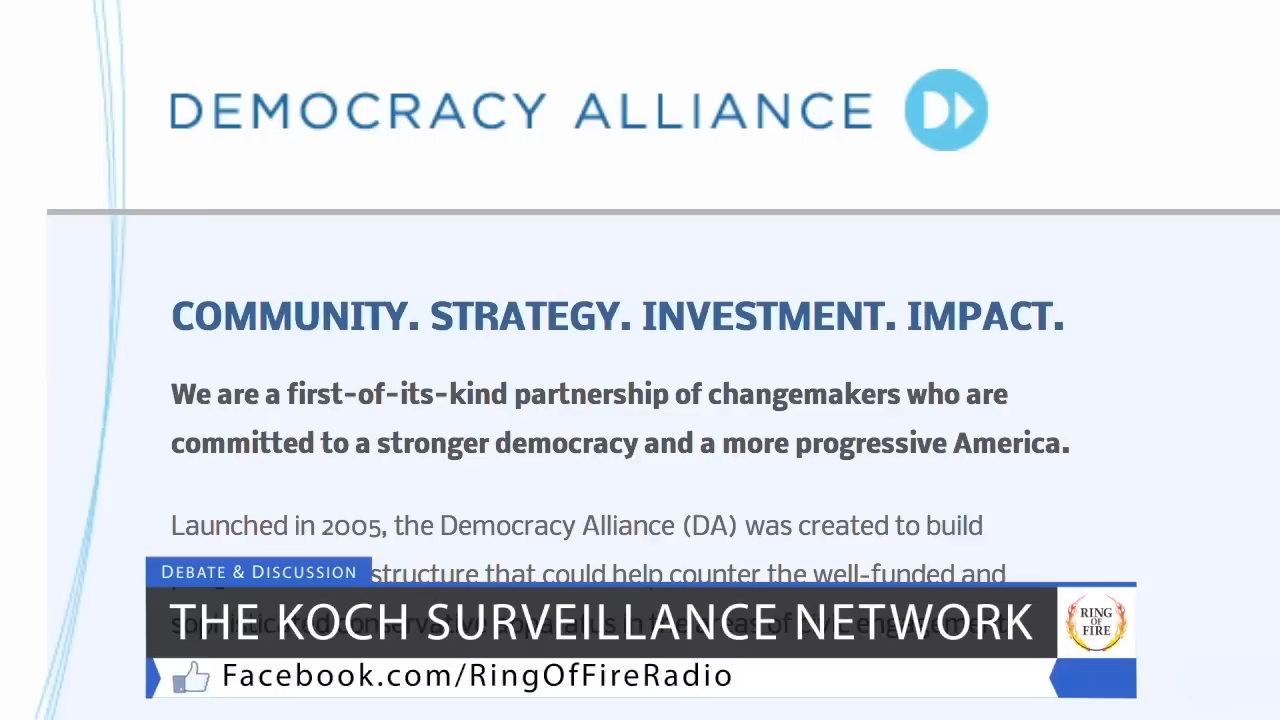 DEMOCRACY ALLIANCE
COMMUNITY. STRATEGY. INVESTMENT. IMPACT.
We are a first-of-its-kind partnership of changemakers who are
committed to a stronger democracy and a more progressive America.
Launched in 2005, the Democracy Alliance (DA) was created to build
structure that could help counter the well-funded and
DEBATE & DISCUSSION
THE KOCH SURVEILLANCE NETWORK
RING
OF
FIRE
Facebook.com/RingOfFireRadio